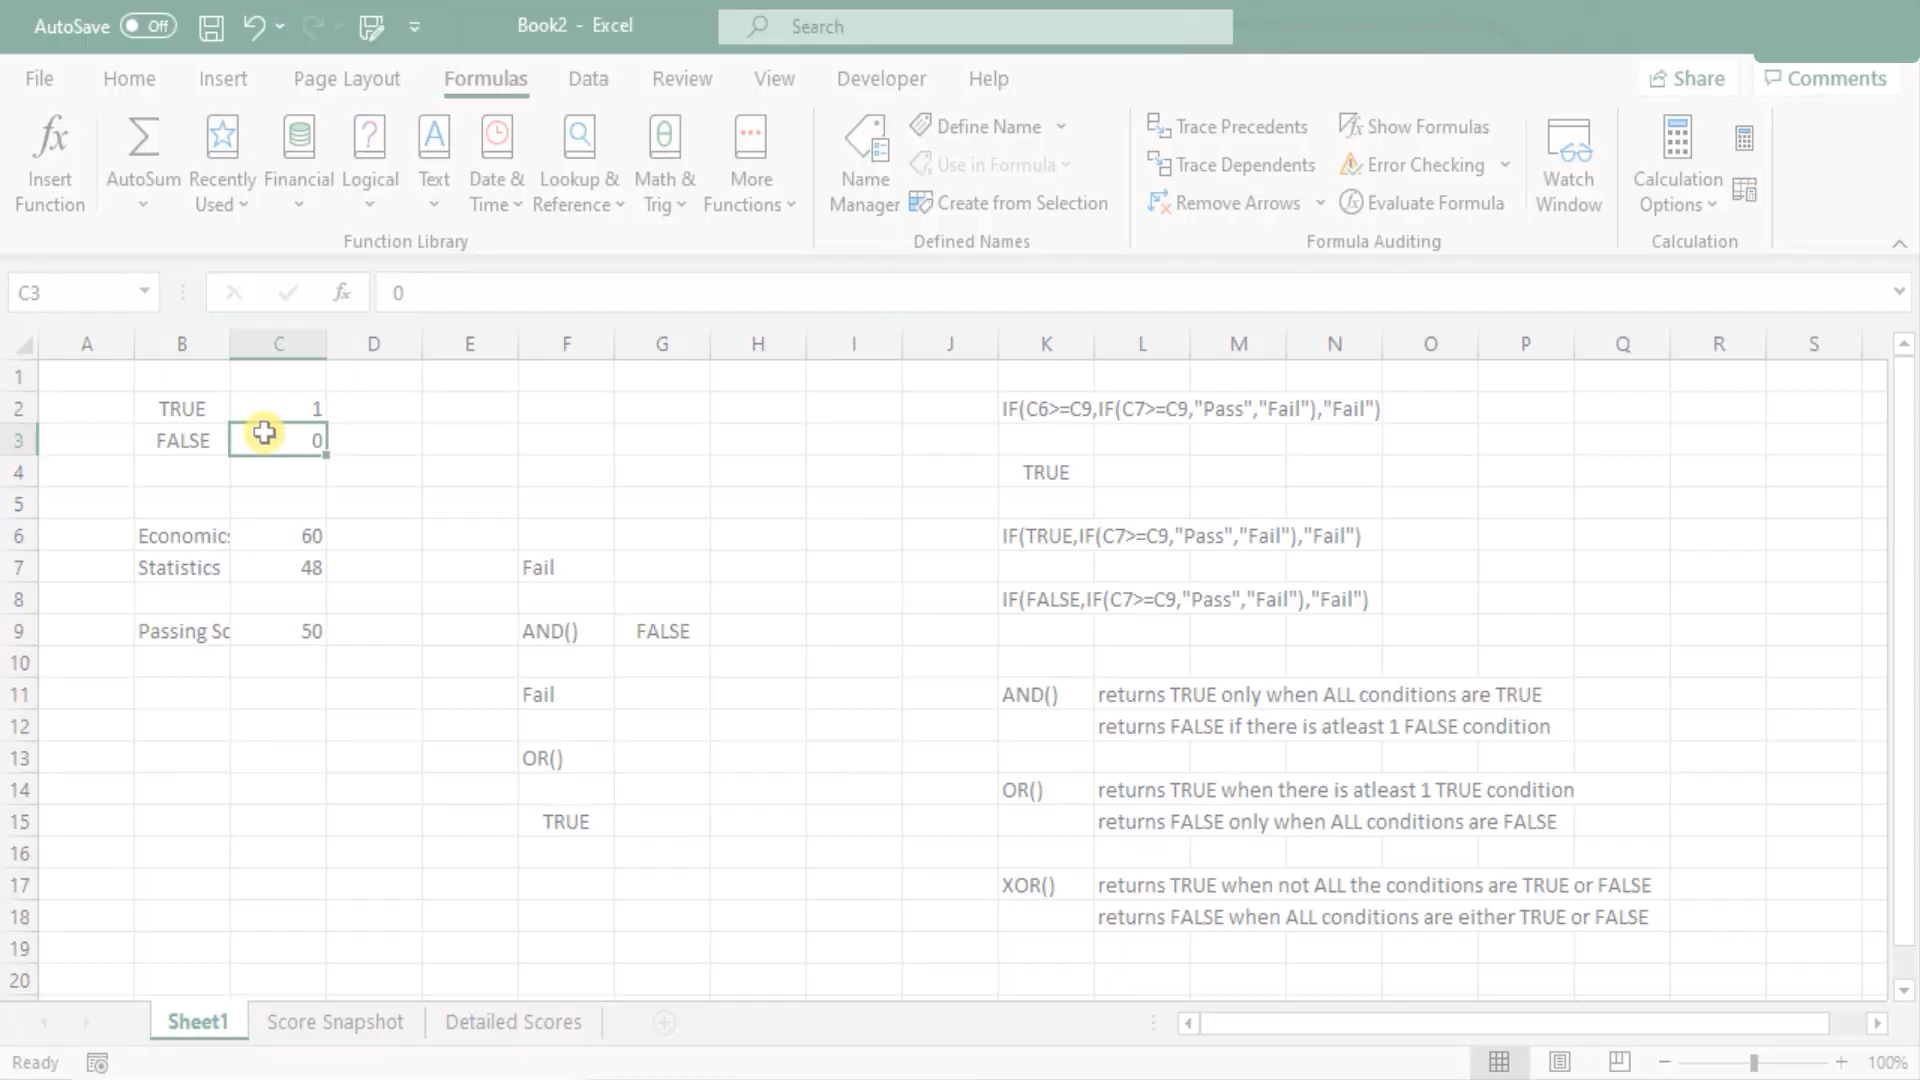 AutoSave Off Book2 - Excel Search
File Home Insert Page Layout Formulas Data Review View Developer Help Share Comments
Insert Function
AutoSum
Recently Used
Financial
Logical
Text
Date & Time
Lookup & Reference
Math & Trig
More Functions
Function Library
Name Manager
Define Name
Use in Formula
Create from Selection
Defined Names
Trace Precedents
Trace Dependents
Remove Arrows
Show Formulas
Error Checking
Evaluate Formula
Formula Auditing
Watch Window
Calculation Options
Calculation
C3 fx 0
A B C D E F G H I J K L M N O P Q R S
1
2 TRUE 1 IF(C6>=C9,IF(C7>=C9,"Pass","Fail"),"Fail")
3 FALSE 0
4 TRUE
5
6 Economics 60 IF(TRUE,IF(C7>=C9,"Pass","Fail"),"Fail")
7 Statistics 48 Fail
8 IF(FALSE,IF(C7>=C9,"Pass","Fail"),"Fail")
9 Passing Sc 50 AND() FALSE
10
11 Fail AND() returns TRUE only when ALL conditions are TRUE
12 returns FALSE if there is atleast 1 FALSE condition
13 OR()
14 OR() returns TRUE when there is atleast 1 TRUE condition
15 TRUE returns FALSE only when ALL conditions are FALSE
16
17 XOR() returns TRUE when not ALL the conditions are TRUE or FALSE
18 returns FALSE when ALL conditions are either TRUE or FALSE
19
20
Sheet1 Score Snapshot Detailed Scores
Ready 100%